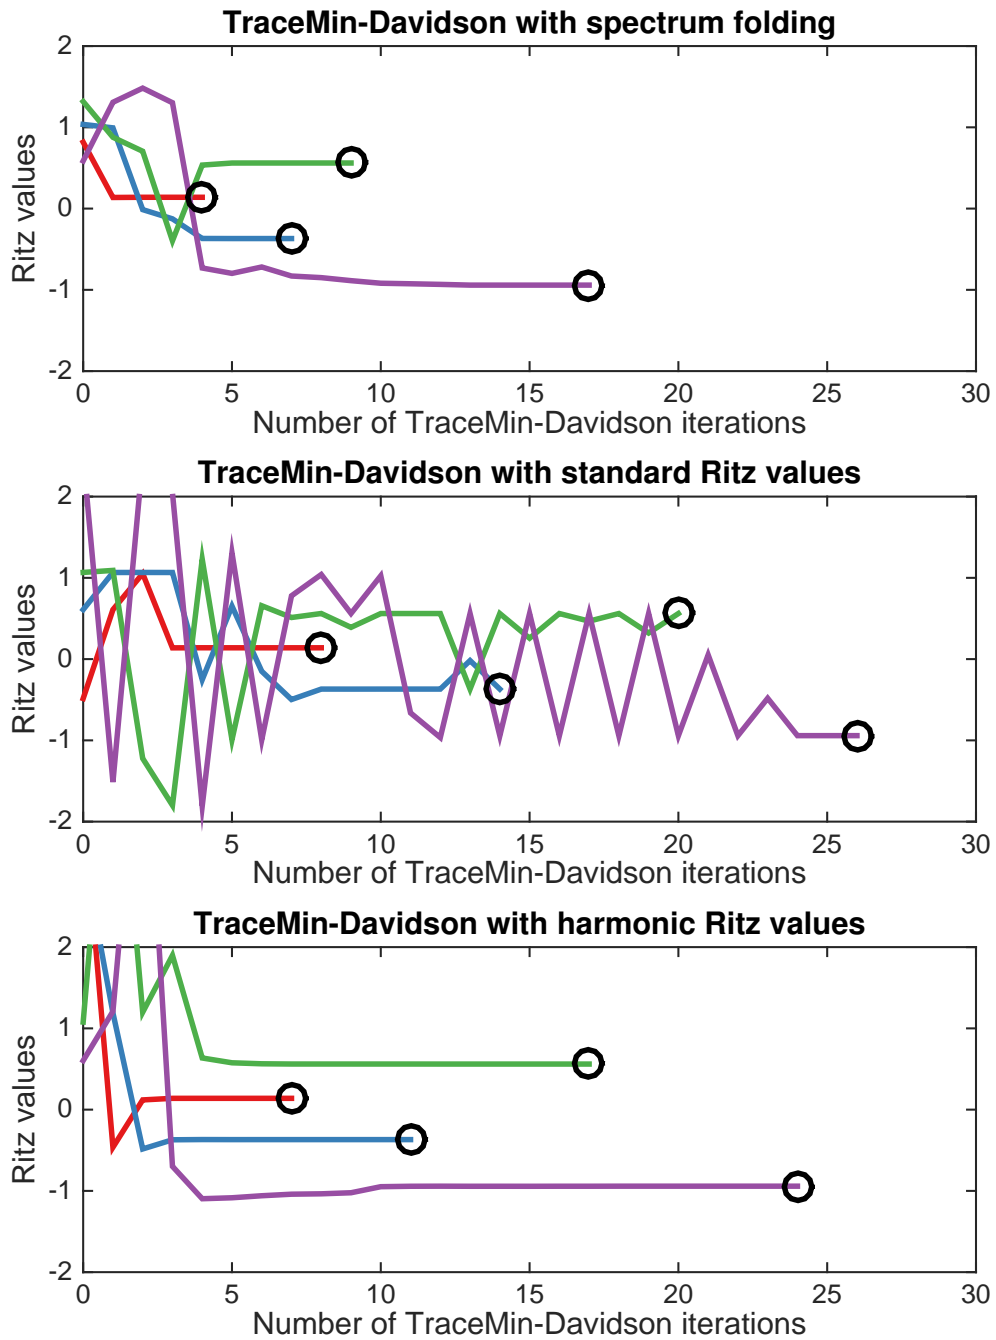 TraceMin-Davidson with spectrum folding
2
1
0
-1
-2
Ritz values
0 5 10 15 20 25 30
Number of TraceMin-Davidson iterations
TraceMin-Davidson with standard Ritz values
2
1
0
-1
-2
Ritz values
0 5 10 15 20 25 30
Number of TraceMin-Davidson iterations
TraceMin-Davidson with harmonic Ritz values
2
1
0
-1
-2
Ritz values
0 5 10 15 20 25 30
Number of TraceMin-Davidson iterations